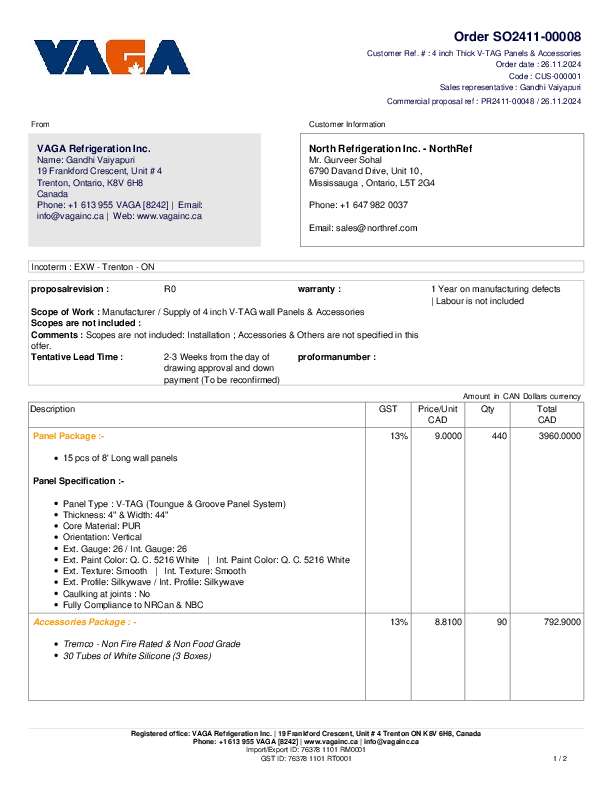 VAGA
Order SO2411-00008
Customer Ref. # : 4 inch Thick V-TAG Panels & Accessories
Order date : 26.11.2024
Code : CUS-000001
Sales representative : Gandhi Vaiyapuri
Commercial proposal ref : PR2411-00048 / 26.11.2024
From
VAGA Refrigeration Inc.
Name: Gandhi Vaiyapuri
19 Frankford Crescent, Unit # 4
Trenton, Ontario, K8V 6H8
Canada
Phone: +1 613 955 VAGA [8242] | Email:
info@vagainc.ca | Web: www.vagainc.ca
Customer Information
North Refrigeration Inc. - NorthRef
Mr. Gurveer Sohal
6790 Davand Drive, Unit 10,
Mississauga , Ontario, L5T 2G4
Phone: +1 647 982 0037
Email: sales@northref.com
Incoterm : EXW - Trenton - ON
proposalrevision : R0 warranty : 1 Year on manufacturing defects
| Labour is not included
Scope of Work : Manufacturer / Supply of 4 inch V-TAG wall Panels & Accessories
Scopes are not included :
Comments : Scopes are not included: Installation ; Accessories & Others are not specified in this
offer.
Tentative Lead Time : 2-3 Weeks from the day of proformanumber :
drawing approval and down
payment (To be reconfirmed)
Amount in CAN Dollars currency
Description GST Price/Unit Qty Total
CAD CAD
Panel Package :- 13% 9.0000 440 3960.0000
• 15 pcs of 8' Long wall panels
Panel Specification :-
• Panel Type : V-TAG (Toungue & Groove Panel System)
• Thickness: 4" & Width: 44"
• Core Material: PUR
• Orientation: Vertical
• Ext. Gauge: 26 / Int. Gauge: 26
• Ext. Paint Color: Q. C. 5216 White | Int. Paint Color: Q. C. 5216 White
• Ext. Texture: Smooth | Int. Texture: Smooth
• Ext. Profile: Silkywave / Int. Profile: Silkywave
• Caulking at joints : No
• Fully Compliance to NRCan & NBC
Accessories Package : - 13% 8.8100 90 792.9000
• Tremco - Non Fire Rated & Non Food Grade
• 30 Tubes of White Silicone (3 Boxes)
Registered office: VAGA Refrigeration Inc. | 19 Frankford Crescent, Unit # 4 Trenton ON K8V 6H8, Canada
Phone: +1 613 955 VAGA [8242] | www.vagainc.ca | info@vagainc.ca
Import/Export ID: 76378 1101 RM0001
GST ID: 76378 1101 RT0001 1 / 2